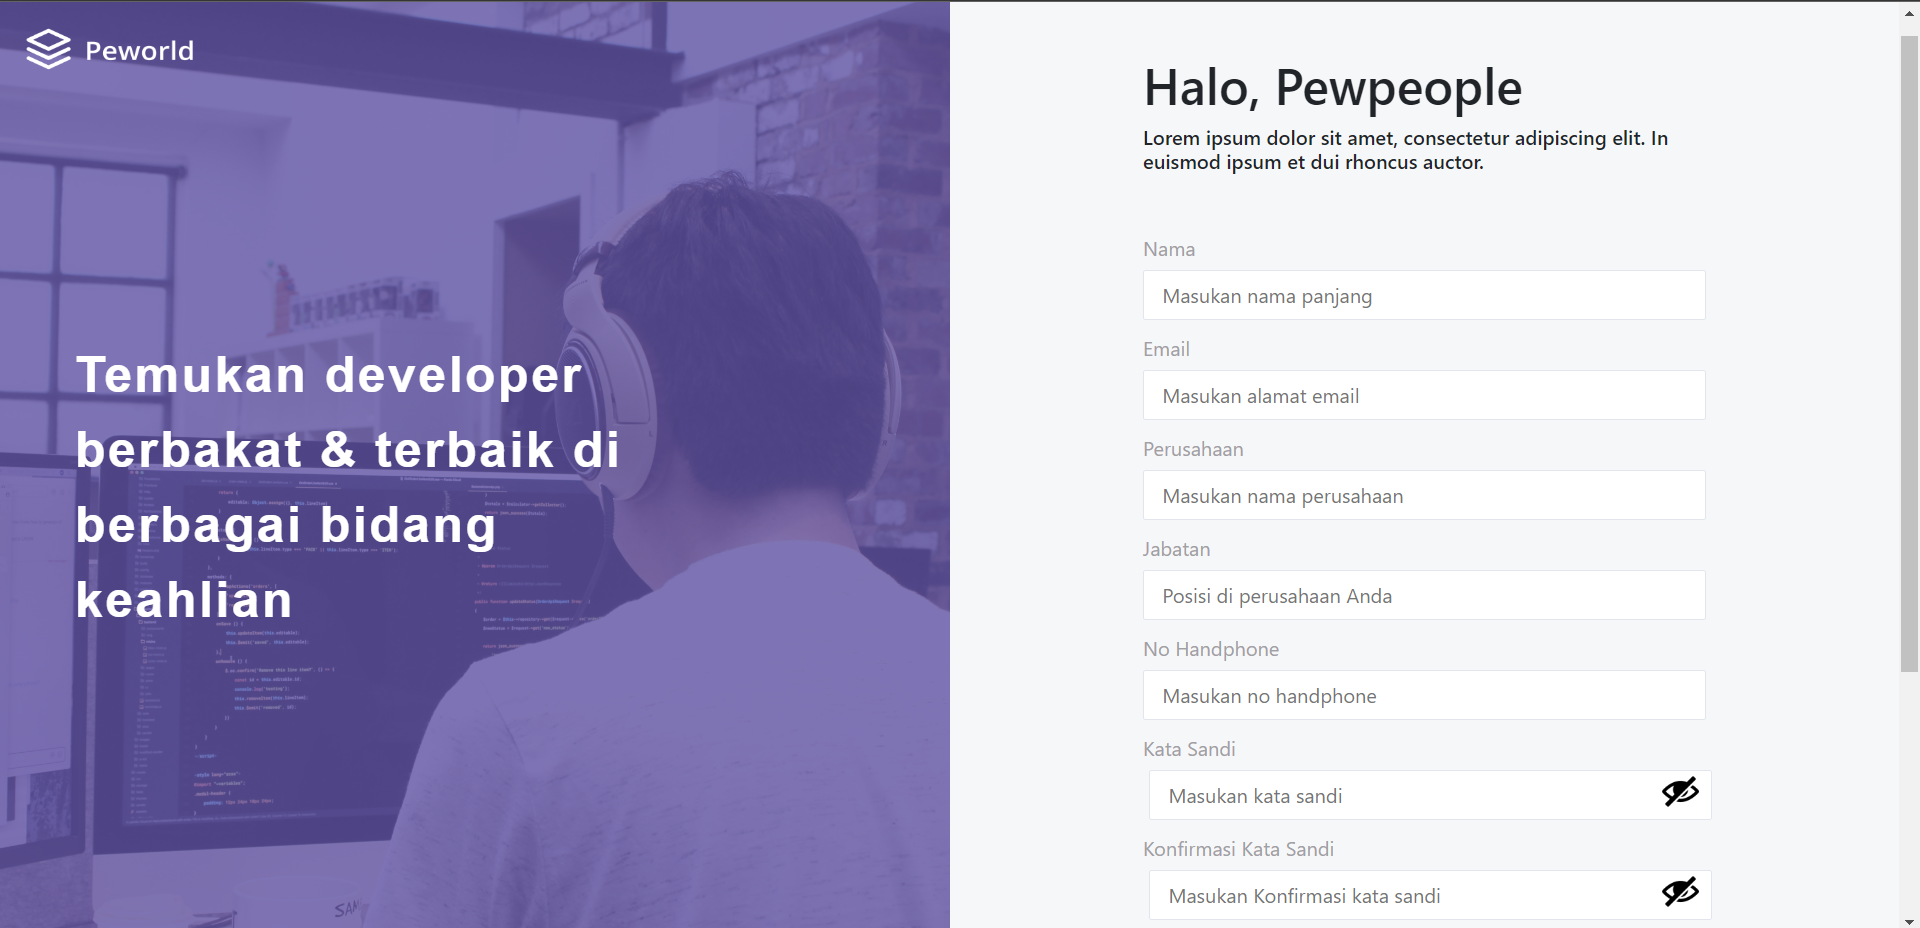 Peworld
Temukan developer
berbakat & terbaik di
berbagai bidang
keahlian
Halo, Pewpeople
Lorem ipsum dolor sit amet, consectetur adipiscing elit. In
euismod ipsum et dui rhoncus auctor.
Nama
Masukan nama panjang
Email
Masukan alamat email
Perusahaan
Masukan nama perusahaan
Jabatan
Posisi di perusahaan Anda
No Handphone
Masukan no handphone
Kata Sandi
Masukan kata sandi
Konfirmasi Kata Sandi
Masukan Konfirmasi kata sandi